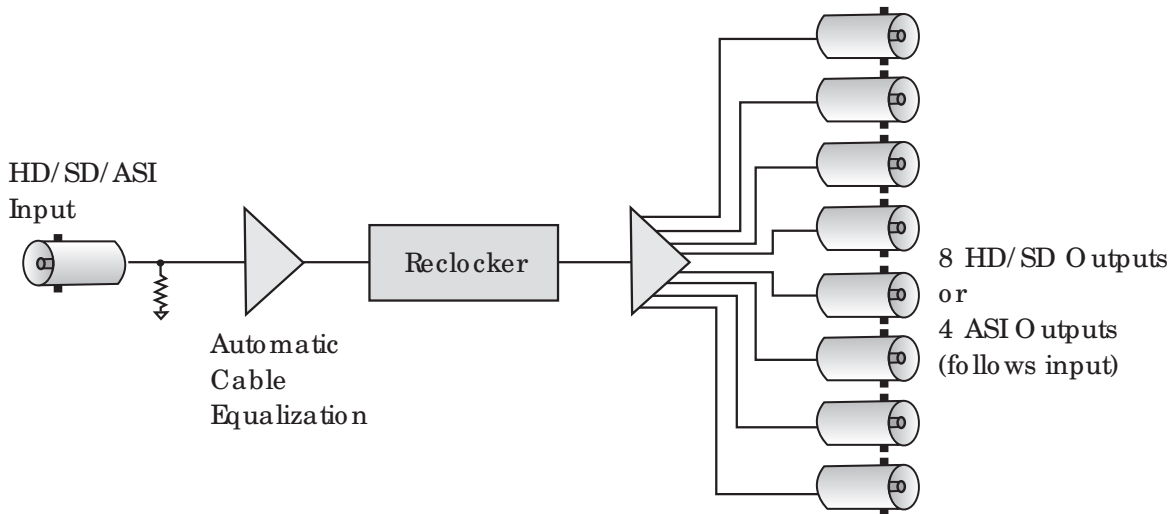 HD/SD/ASI
Input
Automatic
Cable
Equalization
Reclocker
8 HD/SD Outputs
or
4 ASI Outputs
(follows input)